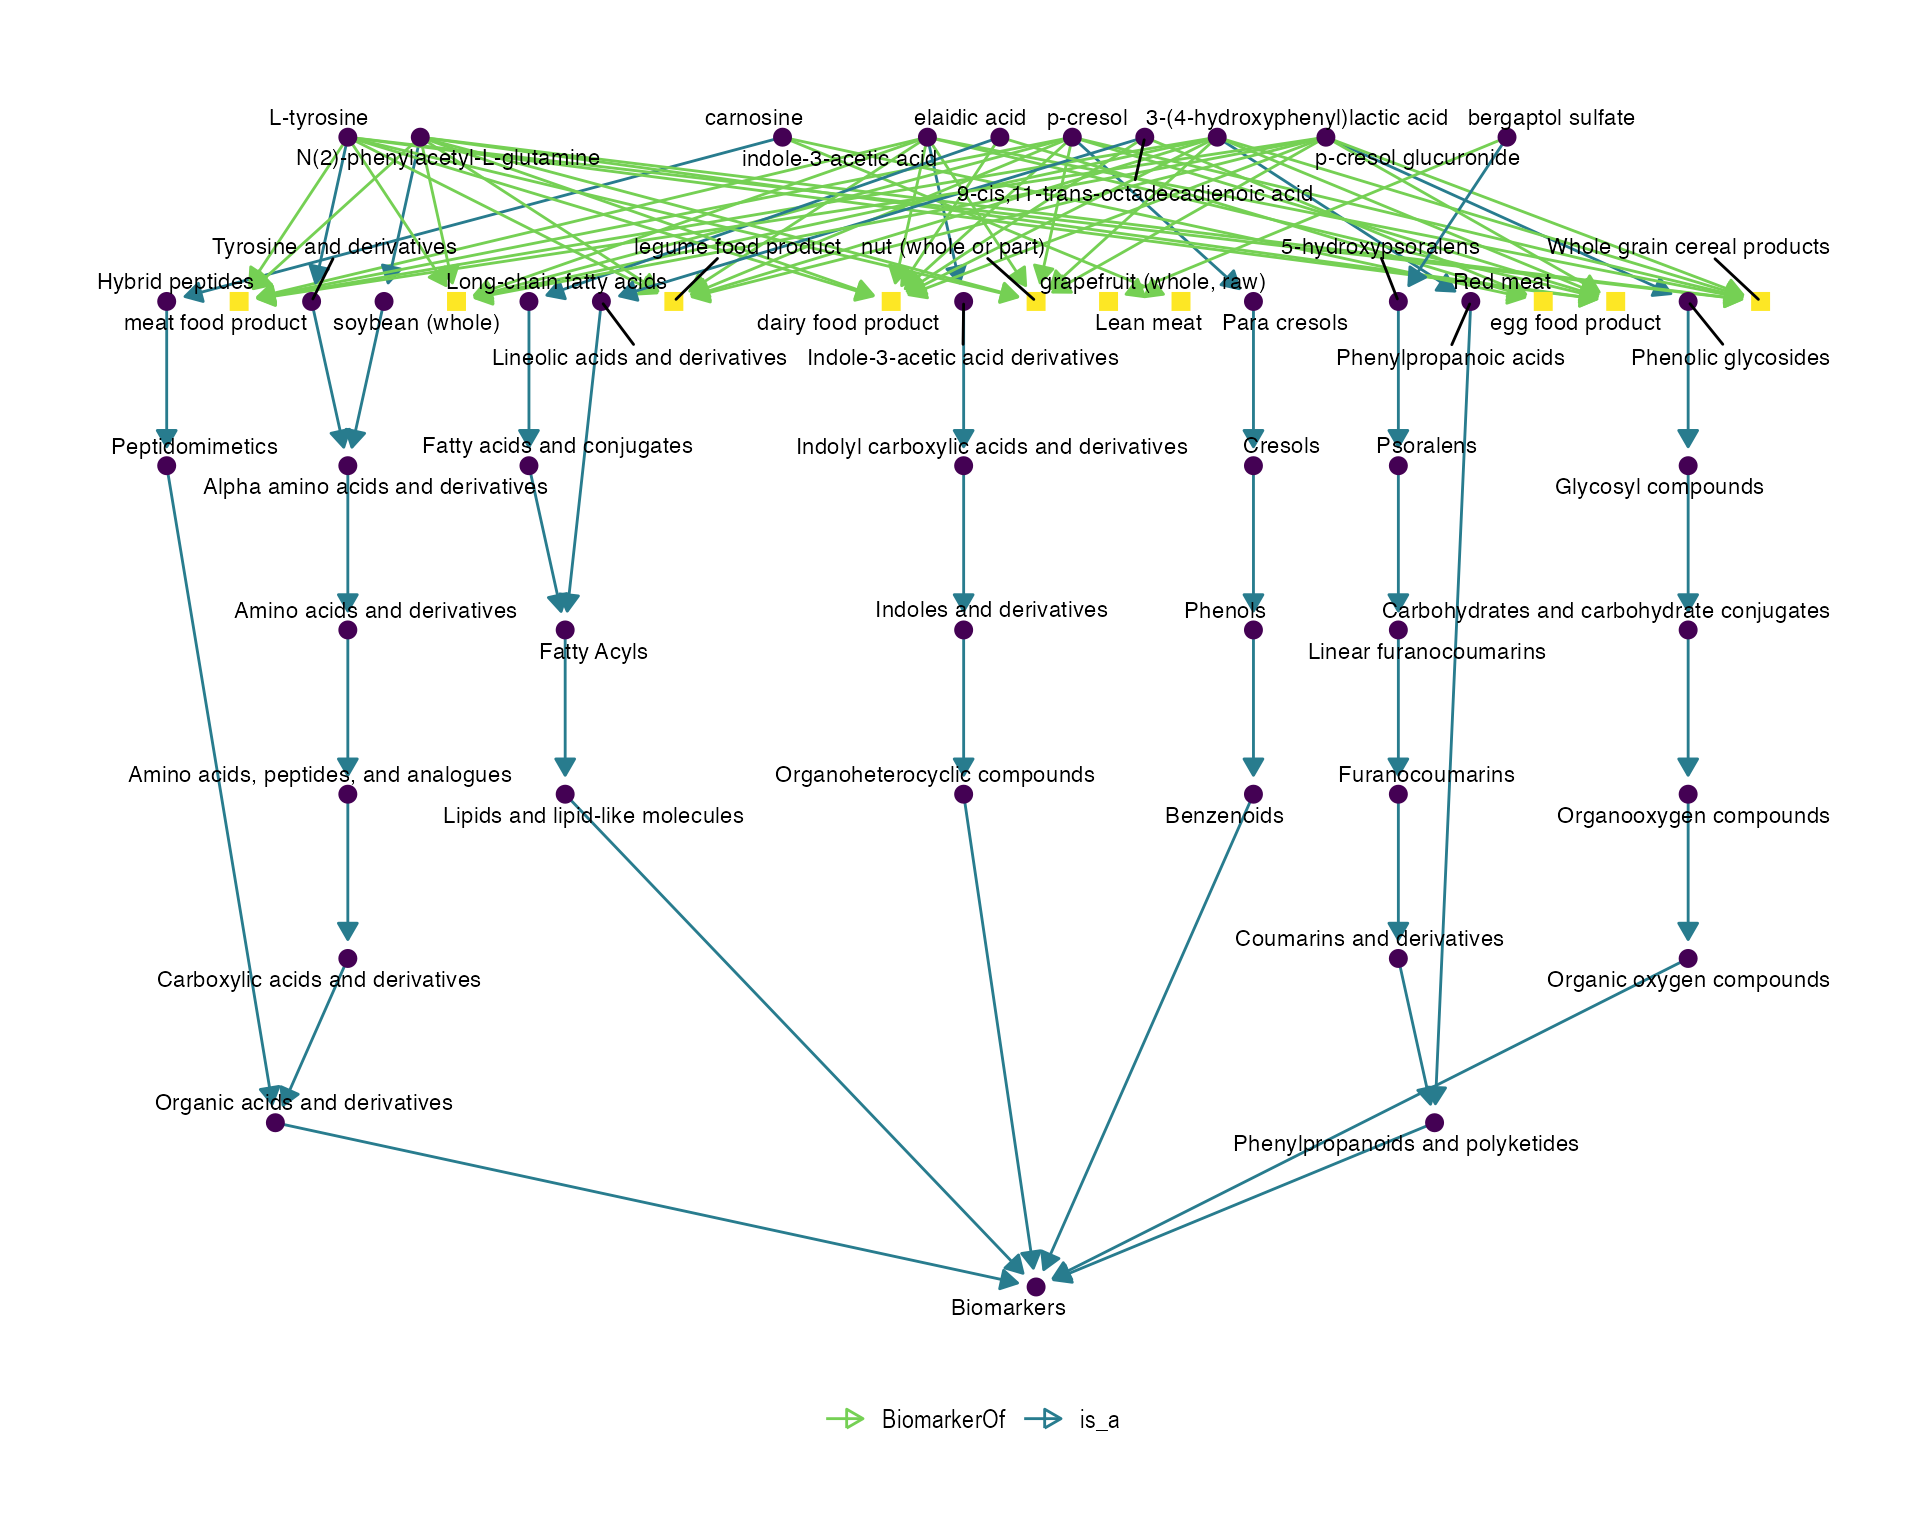 L-tyrosine
carnosine
elaidic acid
p-cresol
3-(4-hydroxyphenyl)lactic acid
bergaptol sulfate
N(2)-phenylacetyl-L-glutamine
indole-3-acetic acid
p-cresol glucuronide
9-cis,11-trans-octadecadienoic acid
Tyrosine and derivatives
legume food product
nut (whole or part)
5-hydroxypsoralens
Whole grain cereal products
Hybrid peptides
Long-chain fatty acids
grapefruit (whole, raw)
Red meat
meat food product
soybean (whole)
dairy food product
Lean meat
Para cresols
egg food product
Lineolic acids and derivatives
Indole-3-acetic acid derivatives
Phenylpropanoic acids
Phenolic glycosides
Peptidomimetics
Fatty acids and conjugates
Indolyl carboxylic acids and derivatives
Cresols
Psoralens
Alpha amino acids and derivatives
Glycosyl compounds
Amino acids and derivatives
Indoles and derivatives
Phenols
Carbohydrates and carbohydrate conjugates
Fatty Acyls
Linear furanocoumarins
Amino acids, peptides, and analogues
Organoheterocyclic compounds
Furanocoumarins
Lipids and lipid-like molecules
Benzenoids
Organooxygen compounds
Coumarins and derivatives
Carboxylic acids and derivatives
Organic oxygen compounds
Organic acids and derivatives
Phenylpropanoids and polyketides
Biomarkers
BiomarkerOf
is_a